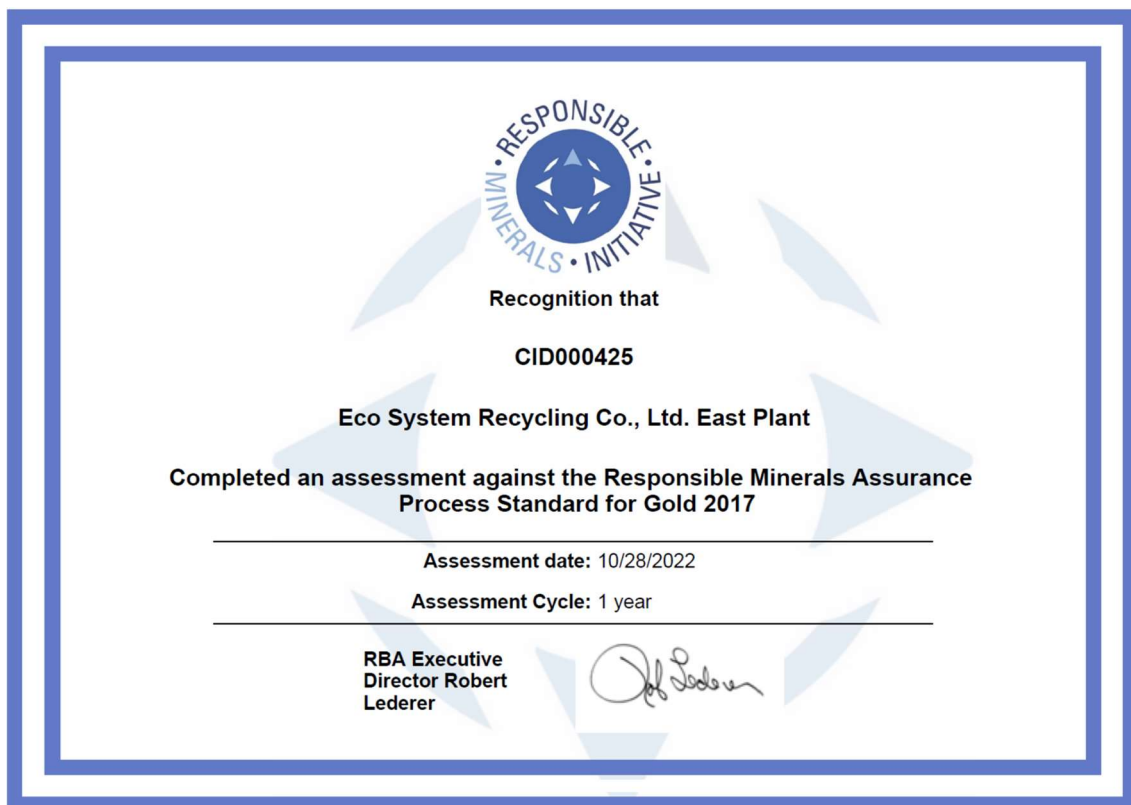 RESPONSIBLE • MINERALS • INITIATIVE •
Recognition that
CID000425
Eco System Recycling Co., Ltd. East Plant
Completed an assessment against the Responsible Minerals Assurance
Process Standard for Gold 2017
Assessment date: 10/28/2022
Assessment Cycle: 1 year
RBA Executive
Director Robert
Lederer
Rob Lederer